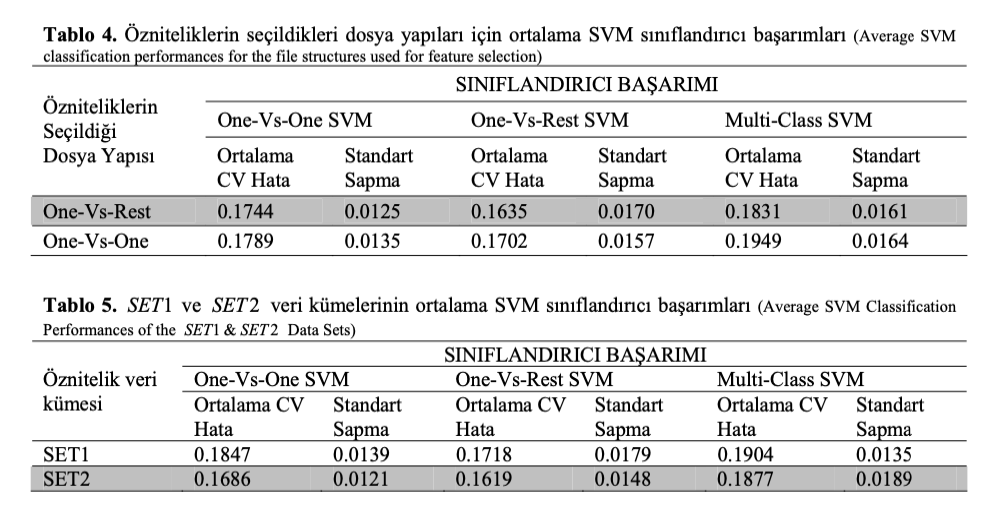 Tablo 4. Özniteliklerin seçildikleri dosya yapıları için ortalama SVM sınıflandırıcı başarımları (Average SVM
classification performances for the file structures used for feature selection)
SINIFLANDIRICI BAŞARIMI
Özniteliklerin
Seçildiği
Dosya Yapısı
One-Vs-One SVM One-Vs-Rest SVM Multi-Class SVM
Ortalama Standart Ortalama Standart Ortalama Standart
CV Hata Sapma CV Hata Sapma CV Hata Sapma
One-Vs-Rest 0.1744 0.0125 0.1635 0.0170 0.1831 0.0161
One-Vs-One 0.1789 0.0135 0.1702 0.0157 0.1949 0.0164
Tablo 5. SET1 ve SET2 veri kümelerinin ortalama SVM sınıflandırıcı başarımları (Average SVM Classification
Performances of the SET1 & SET2 Data Sets)
SINIFLANDIRICI BAŞARIMI
Öznitelik veri
kümesi
One-Vs-One SVM One-Vs-Rest SVM Multi-Class SVM
Ortalama CV Standart Ortalama CV Standart Ortalama CV Standart
Hata Sapma Hata Sapma Hata Sapma
SET1 0.1847 0.0139 0.1718 0.0179 0.1904 0.0135
SET2 0.1686 0.0121 0.1619 0.0148 0.1877 0.0189